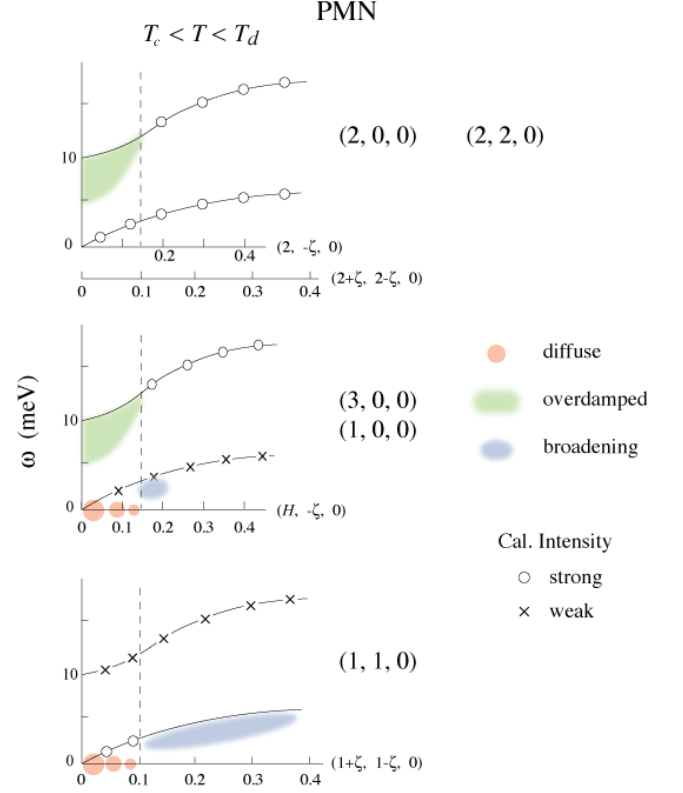 PMN
T_c < T < T_d
10
(2, 0, 0) (2, 2, 0)
0
0.2 0.4 (2, -ζ, 0)
(2+ζ, 2-ζ, 0)
0 0.1 0.2 0.3 0.4
ω (meV)
10
(3, 0, 0)
(1, 0, 0)
0
(H, -ζ, 0)
0 0.1 0.2 0.3 0.4
diffuse
overdamped
broadening
Cal. Intensity
strong
weak
10
(1, 1, 0)
0
(1+ζ, 1-ζ, 0)
0 0.1 0.2 0.3 0.4